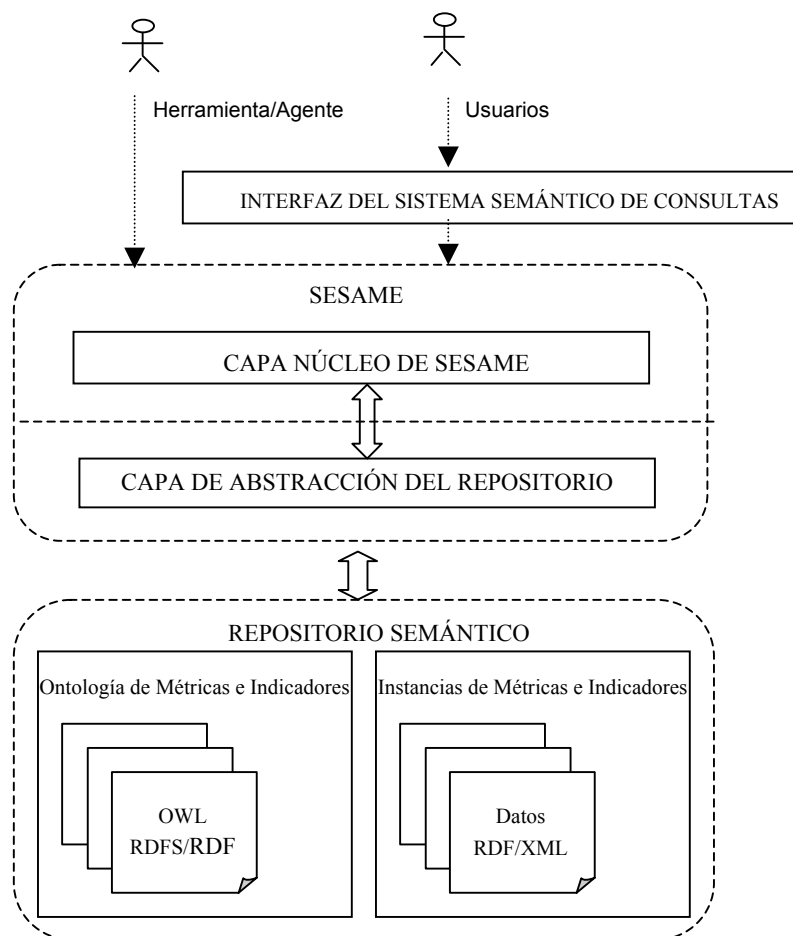 Herramienta/Agente
Usuarios
INTERFAZ DEL SISTEMA SEMÁNTICO DE CONSULTAS
SESAME
CAPA NÚCLEO DE SESAME
CAPA DE ABSTRACCIÓN DEL REPOSITORIO
REPOSITORIO SEMÁNTICO
Ontología de Métricas e Indicadores
Instancias de Métricas e Indicadores
OWL
RDFS/RDF
Datos
RDF/XML